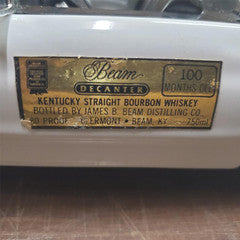 Beam
DECANTER
100
MONTHS OLD
KENTUCKY STRAIGHT BOURBON WHISKEY
BOTTLED BY JAMES B. BEAM DISTILLING CO.
80 PROOF CLERMONT • BEAM, KY. 750ml